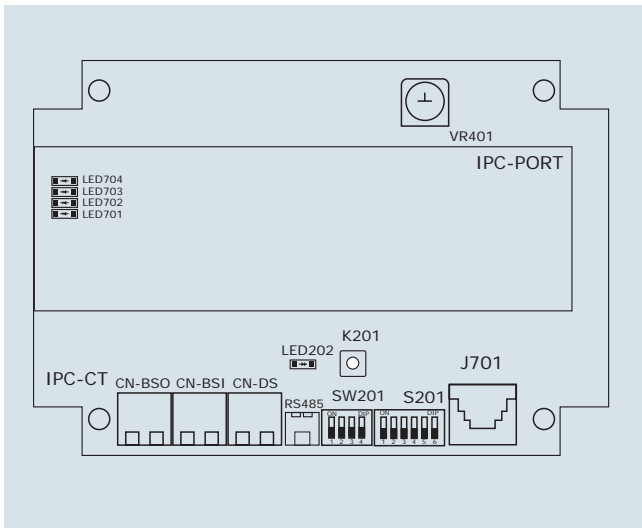 VR401
IPC-PORT
LED704
LED703
LED702
LED701
K201
LED202
J701
IPC-CT CN-BSO CN-BSI CN-DS
RS485 SW201 S201
ON DIP ON DIP
1 2 3 4 1 2 3 4 5 6